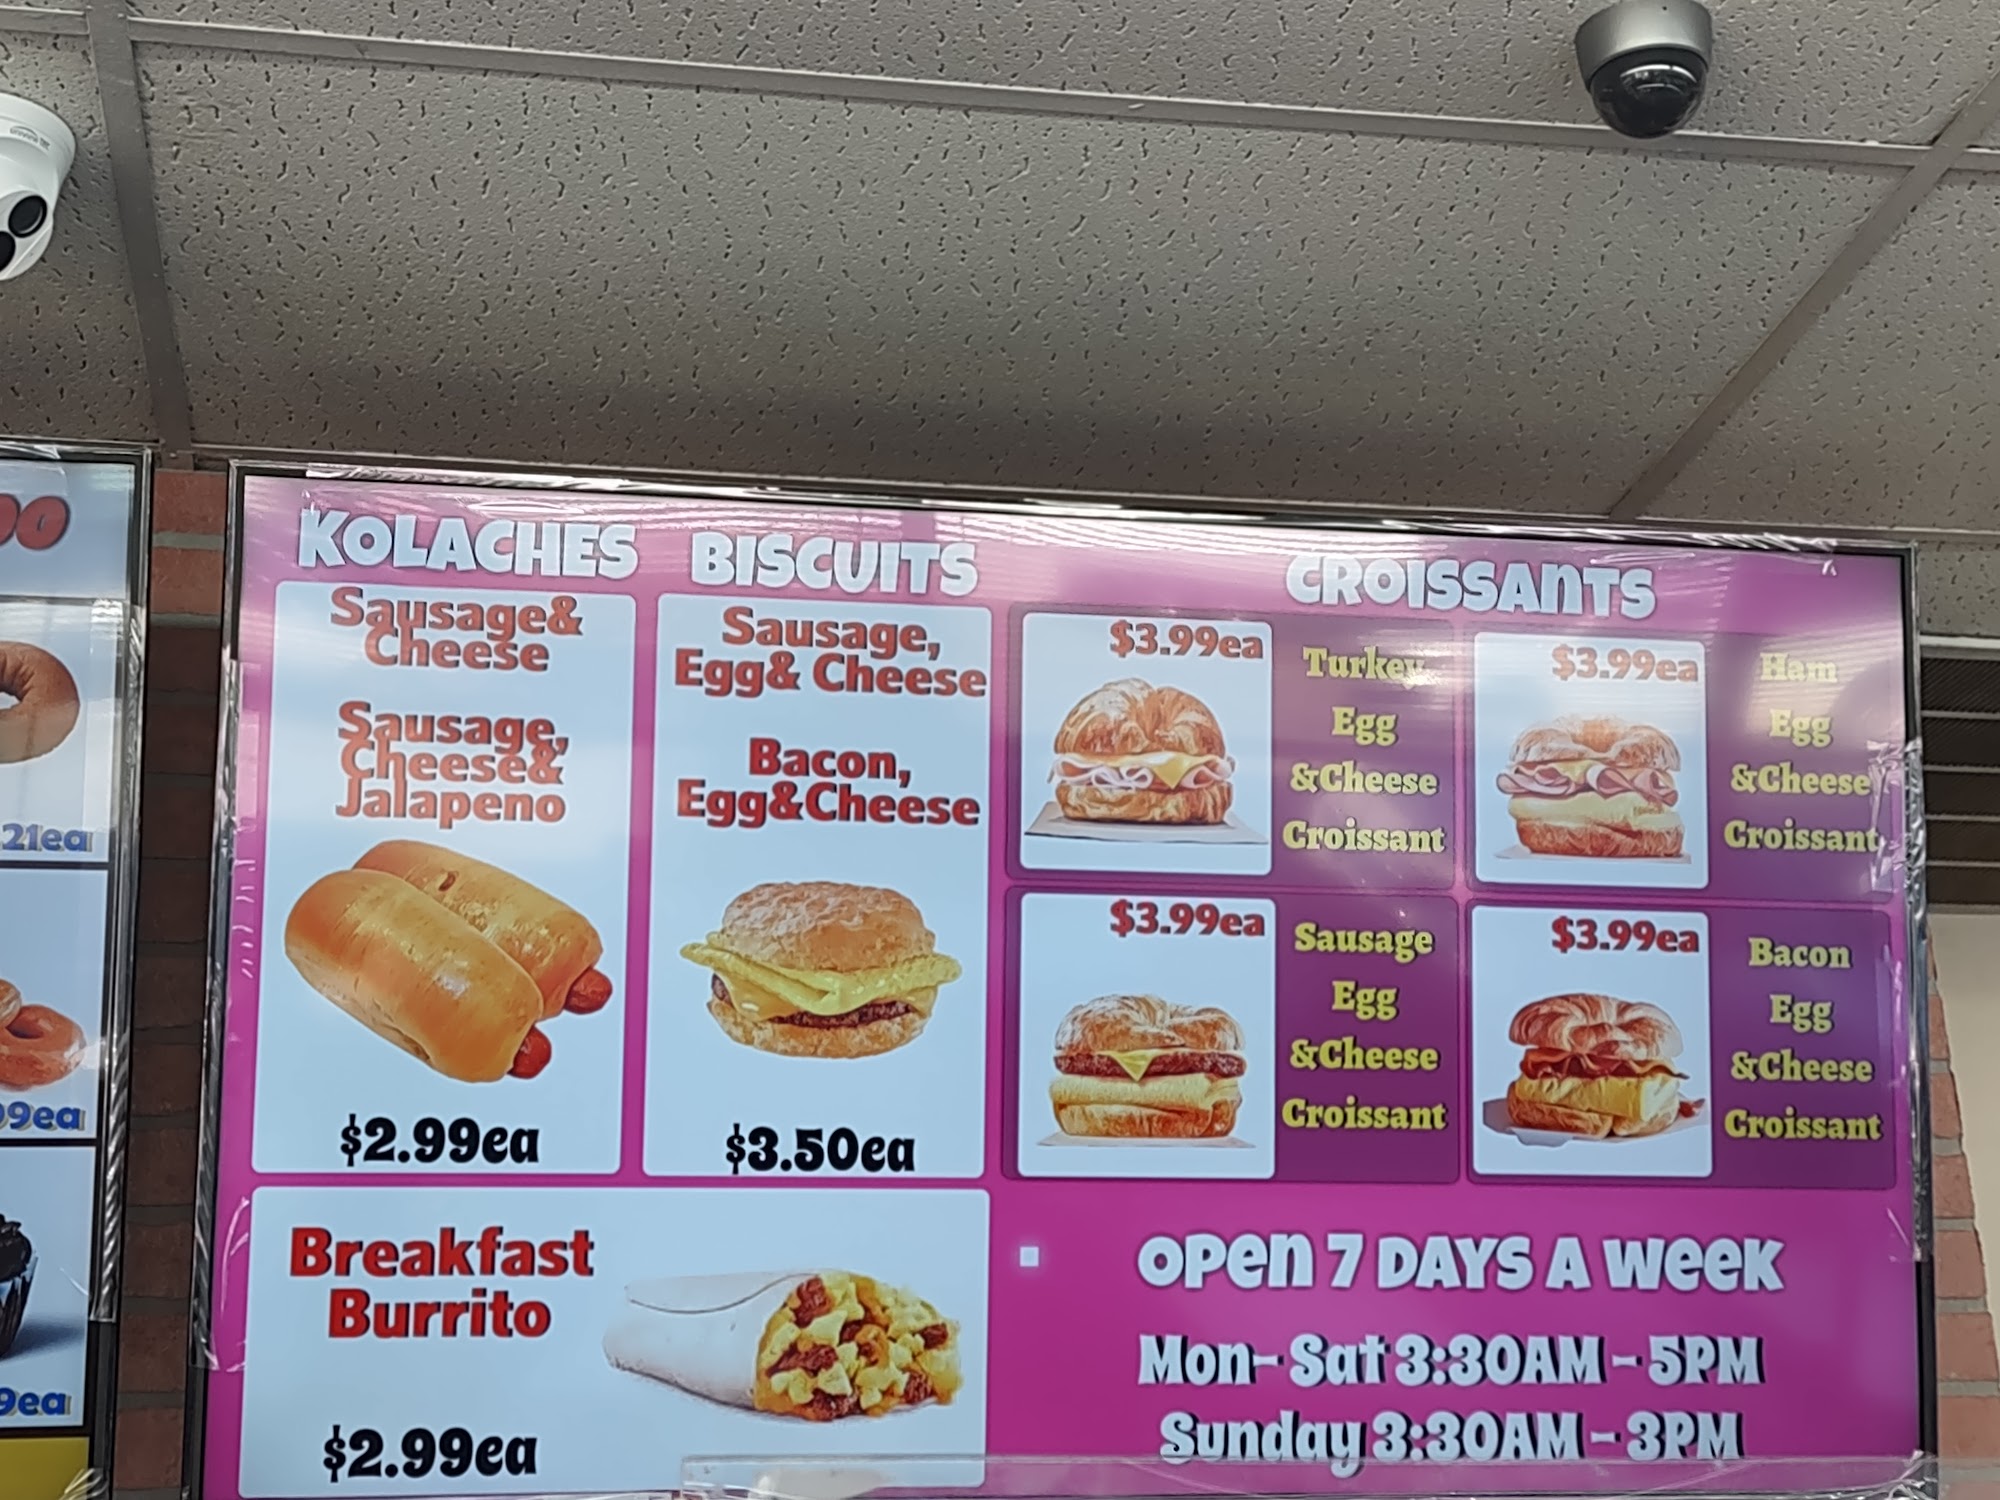 KOLACHES
Sausage&
Cheese
Sausage,
Cheese&
Jalapeno
$2.99ea
BISCUITS
Sausage,
Egg& Cheese
Bacon,
Egg&Cheese
$3.50ea
CROISSANTS
$3.99ea
Turkey
Egg
&Cheese
Croissant
$3.99ea
Ham
Egg
&Cheese
Croissant
$3.99ea
Sausage
Egg
&Cheese
Croissant
$3.99ea
Bacon
Egg
&Cheese
Croissant
Breakfast
Burrito
$2.99ea
OPEN 7 DAYS A WEEK
Mon- Sat 3:30AM - 5PM
Sunday 3:30AM - 3PM
21ea
9ea
9ea